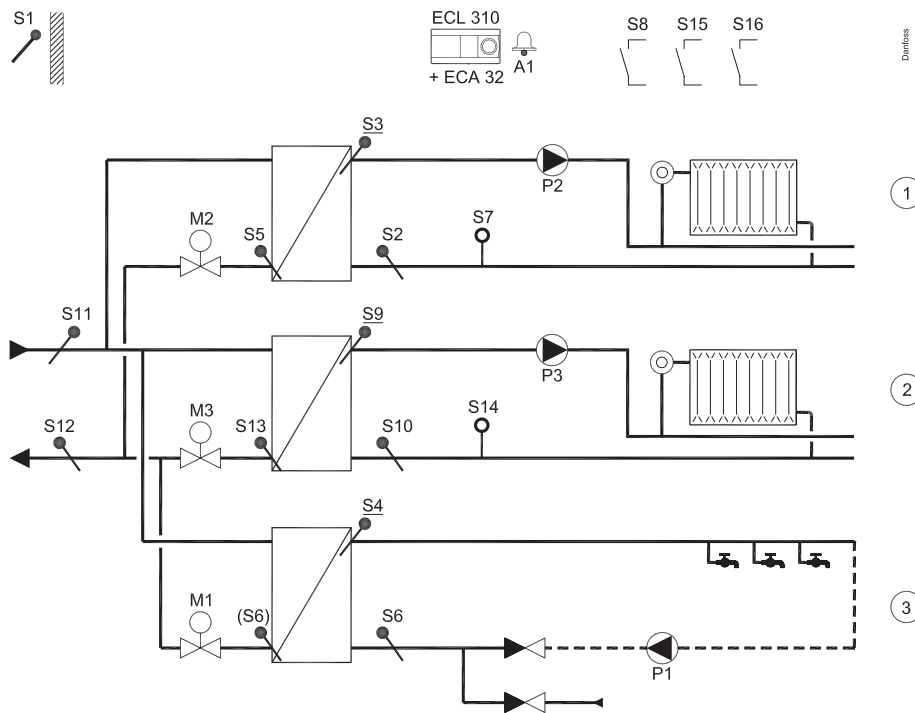 S1
ECL 310
+ ECA 32
A1
S8
S15
S16
Danfoss
S3
P2
M2
S5
S2
S7
1
S11
S9
P3
S12
M3
S13
S10
S14
2
S4
M1
(S6)
S6
P1
3